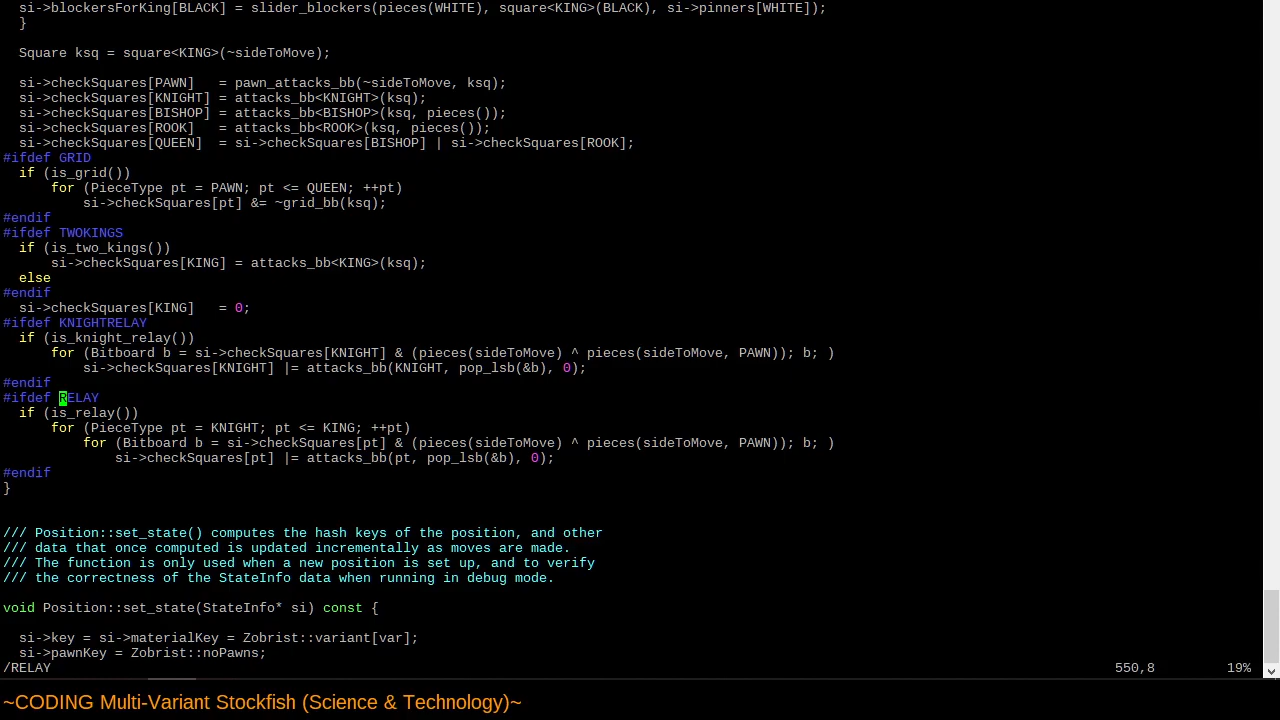 si->blockersForKing[BLACK] = slider_blockers(pieces(WHITE), square<KING>(BLACK), si->pinners[WHITE]);
  }
  Square ksq = square<KING>(~sideToMove);
  si->checkSquares[PAWN]   = pawn_attacks_bb(~sideToMove, ksq);
  si->checkSquares[KNIGHT] = attacks_bb<KNIGHT>(ksq);
  si->checkSquares[BISHOP] = attacks_bb<BISHOP>(ksq, pieces());
  si->checkSquares[ROOK]   = attacks_bb<ROOK>(ksq, pieces());
  si->checkSquares[QUEEN]  = si->checkSquares[BISHOP] | si->checkSquares[ROOK];
#ifdef GRID
  if (is_grid())
      for (PieceType pt = PAWN; pt <= QUEEN; ++pt)
          si->checkSquares[pt] &= ~grid_bb(ksq);
#endif
#ifdef TWOKINGS
  if (is_two_kings())
      si->checkSquares[KING] = attacks_bb<KING>(ksq);
  else
#endif
  si->checkSquares[KING]   = 0;
#ifdef KNIGHTRELAY
  if (is_knight_relay())
      for (Bitboard b = si->checkSquares[KNIGHT] & (pieces(sideToMove) ^ pieces(sideToMove, PAWN)); b; )
          si->checkSquares[KNIGHT] |= attacks_bb(KNIGHT, pop_lsb(&b), 0);
#endif
#ifdef RELAY
  if (is_relay())
      for (PieceType pt = KNIGHT; pt <= KING; ++pt)
          for (Bitboard b = si->checkSquares[pt] & (pieces(sideToMove) ^ pieces(sideToMove, PAWN)); b; )
              si->checkSquares[pt] |= attacks_bb(pt, pop_lsb(&b), 0);
#endif
}
/// Position::set_state() computes the hash keys of the position, and other
/// data that once computed is updated incrementally as moves are made.
/// The function is only used when a new position is set up, and to verify
/// the correctness of the StateInfo data when running in debug mode.
void Position::set_state(StateInfo* si) const {
  si->key = si->materialKey = Zobrist::variant[var];
  si->pawnKey = Zobrist::noPawns;
/RELAY 550,8 19%
~CODING Multi-Variant Stockfish (Science & Technology)~